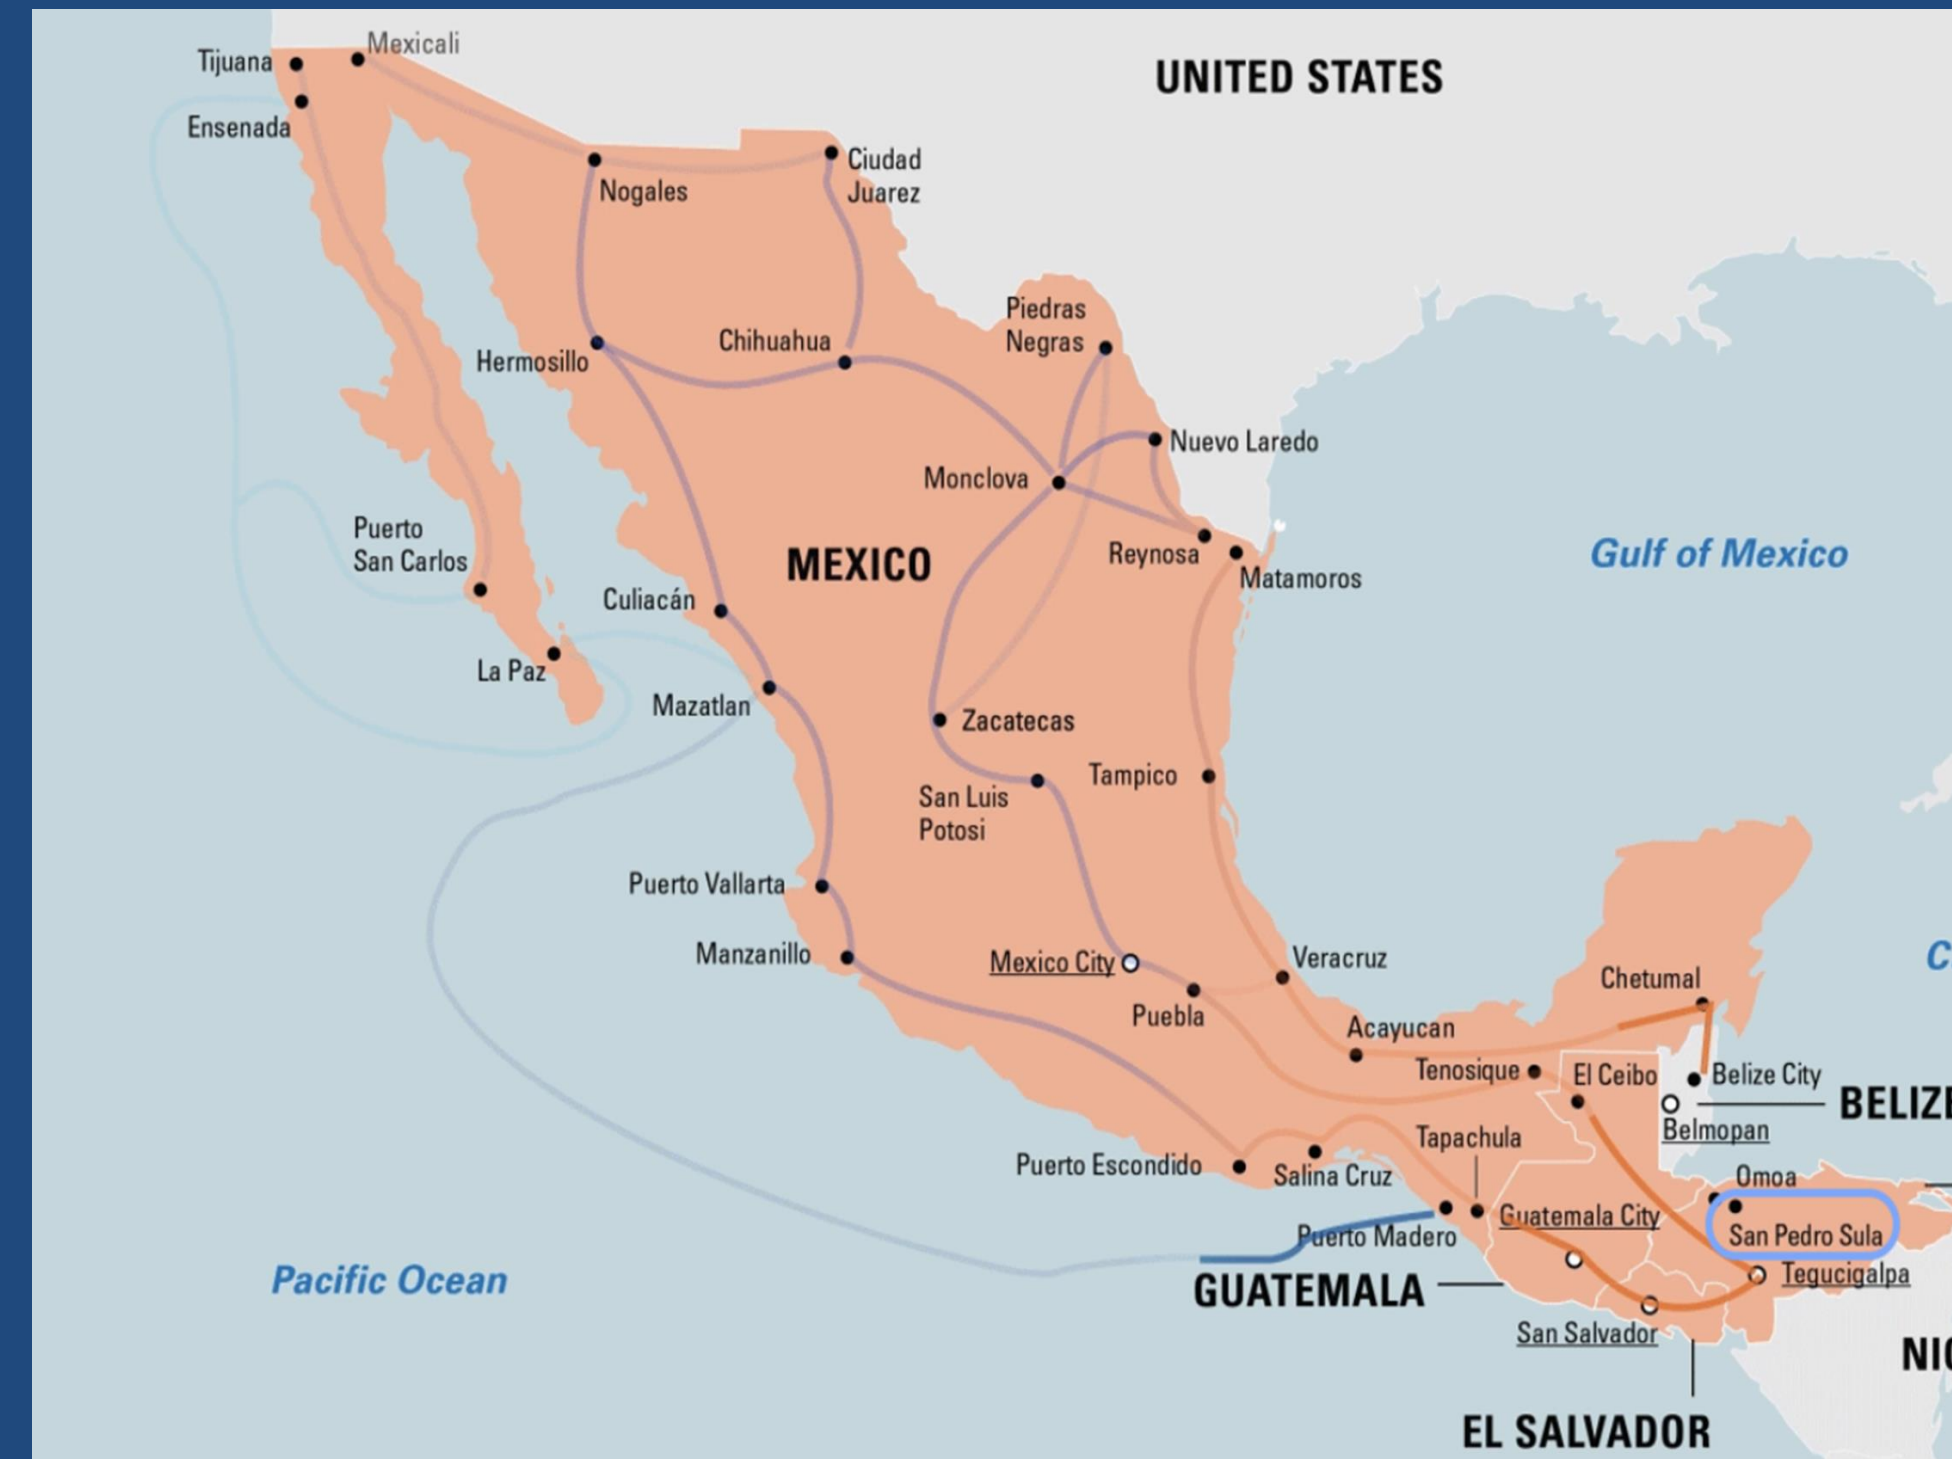 Mexicali
Tijuana
UNITED STATES
Ensenada
Ciudad
Juarez
Nogales
Piedras
Negras
Chihuahua
Hermosillo
Nuevo Laredo
Monclova
Puerto
San Carlos
MEXICO
Reynosa
Gulf of Mexico
Matamoros
Culiacán
La Paz
Mazatlan
Zacatecas
Tampico
San Luis
Potosi
Puerto Vallarta
Manzanillo
Mexico City
Veracruz
C
Chetumal
Puebla
Acayucan
Tenosique
El Ceibo
Belize City
BELIZE
Belmopan
Tapachula
Puerto Escondido
Salina Cruz
Omoa
Guatemala City
San Pedro Sula
Puerto Madero
Pacific Ocean
GUATEMALA
Tegucigalpa
San Salvador
NIC
EL SALVADOR